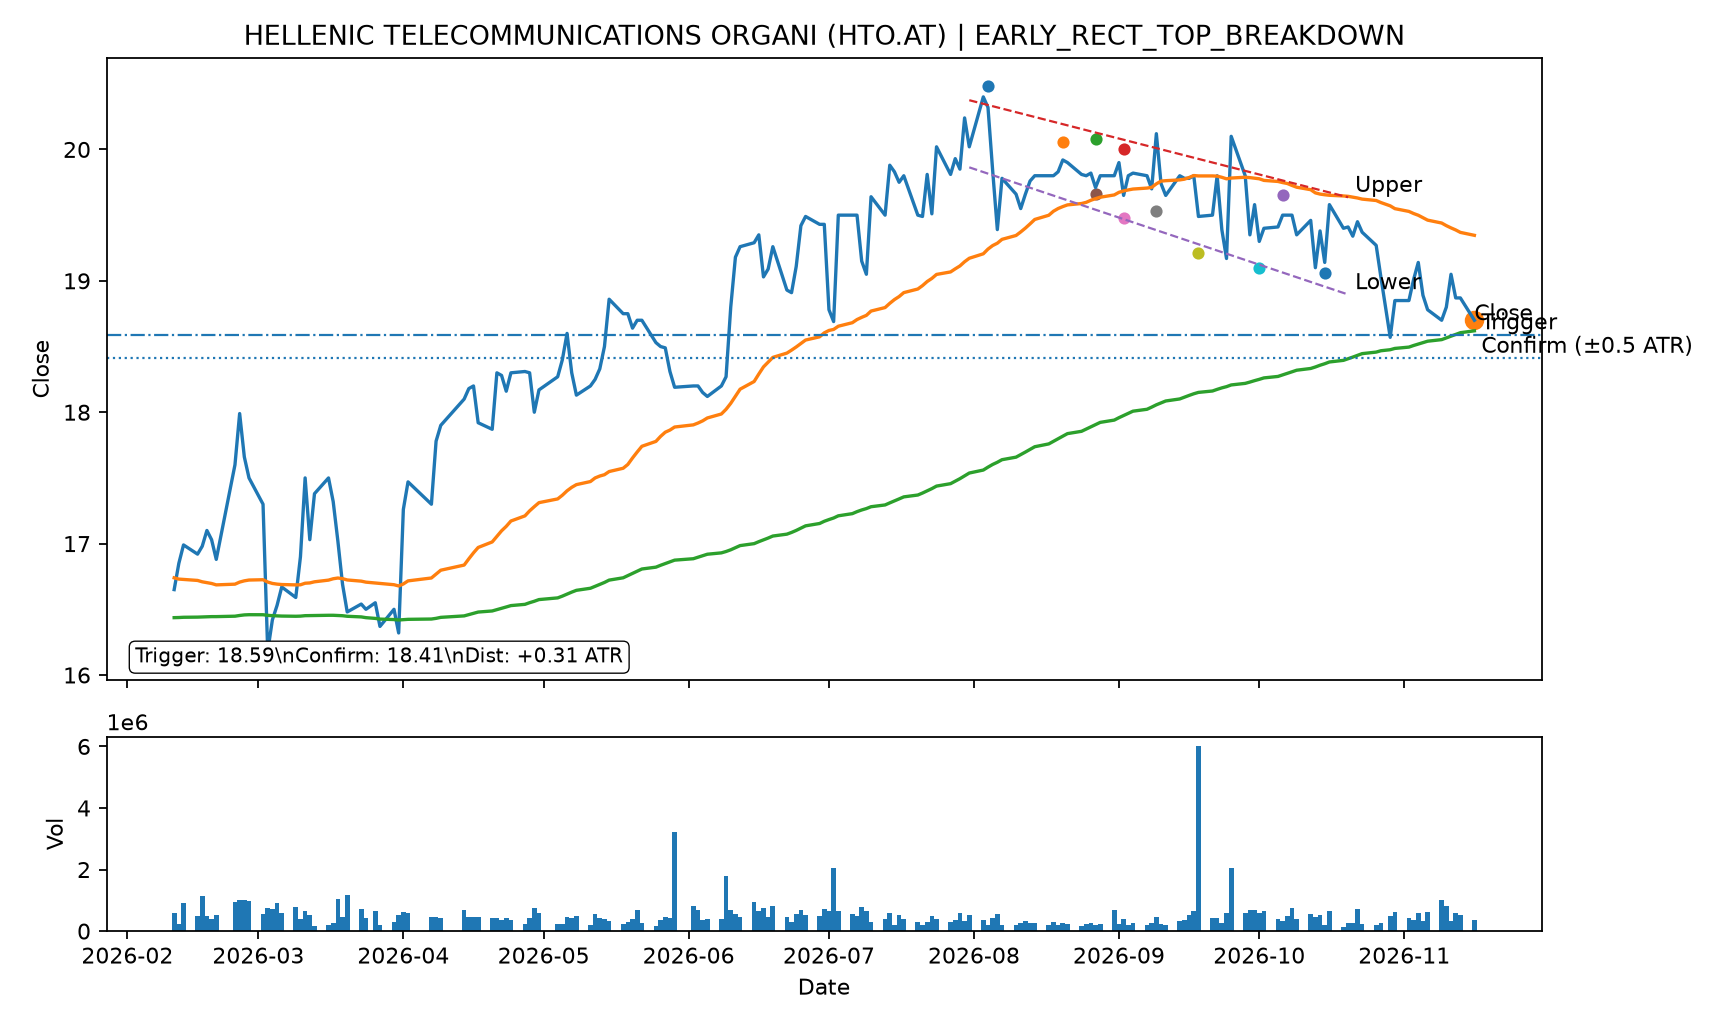 HELLENIC TELECOMMUNICATIONS ORGANI (HTO.AT) | EARLY_RECT_TOP_BREAKDOWN
Close
20
19
18
17
16
Upper
Lower
Close
Trigger
Confirm (±0.5 ATR)
Trigger: 18.59\nConfirm: 18.41\nDist: +0.31 ATR
1e6
Vol
6
4
2
0
2026-02 2026-03 2026-04 2026-05 2026-06 2026-07 2026-08 2026-09 2026-10 2026-11
Date